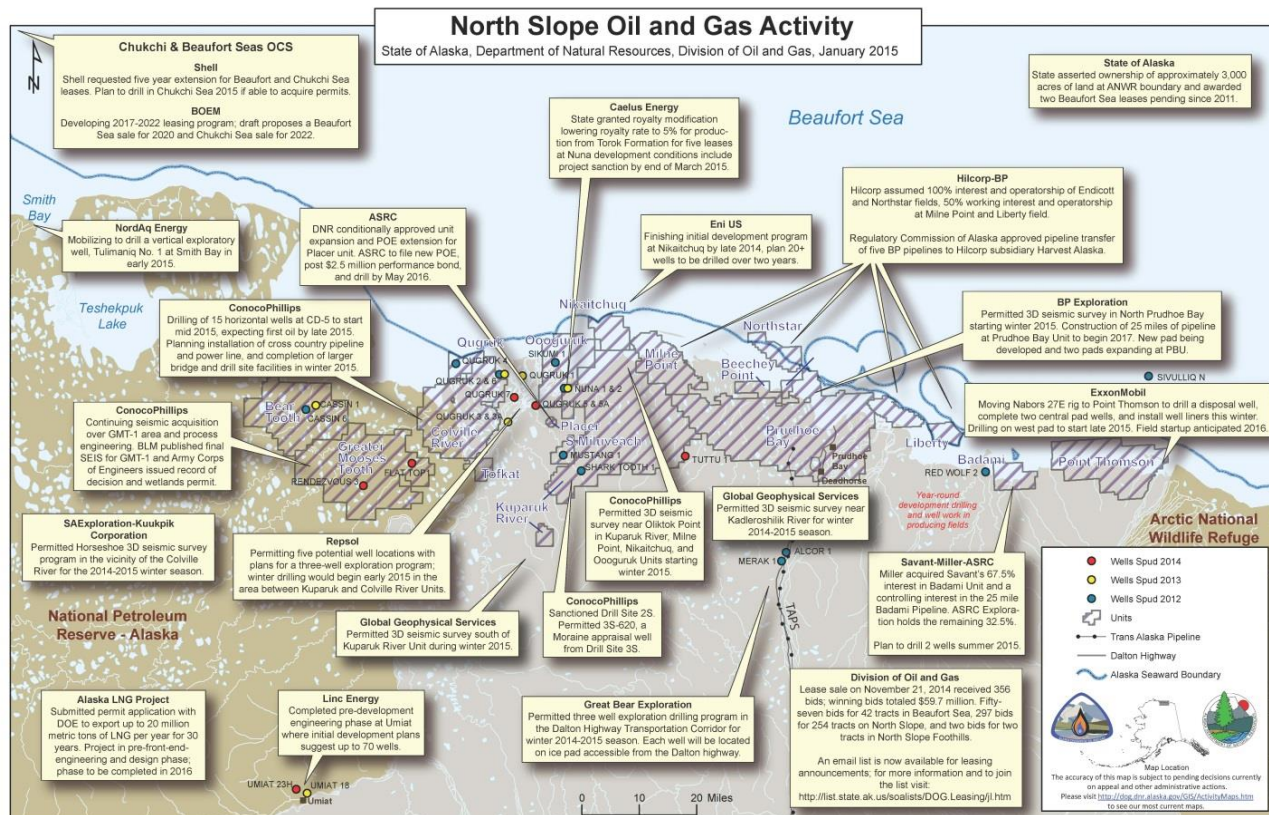 North Slope Oil and Gas Activity
State of Alaska, Department of Natural Resources, Division of Oil and Gas, January 2015
Chukchi & Beaufort Seas OCS
Shell
Shell requested five year extension for Beaufort and Chukchi Sea
leases. Plan to drill in Chukchi Sea 2015 if able to acquire permits.
BOEM
Developing 2017-2022 leasing program; draft proposes a Beaufort
Sea sale for 2020 and Chukchi Sea sale for 2022.
Caelus Energy
State granted royalty modification
lowering royalty rate to 5% for produc-
tion from Torok Formation for five leases
at Nuna development conditions include
project sanction by end of March 2015.
Beaufort Sea
State of Alaska
State asserted ownership of approximately 3,000
acres of land at ANWR boundary and awarded
two Beaufort Sea leases pending since 2011.
Hilcorp-BP
Hilcorp assumed 100% interest and operatorship of Endicott
and Northstar fields, 50% working interest and operatorship
at Milne Point and Liberty field.
Regulatory Commission of Alaska approved pipeline transfer
of five BP pipelines to Hilcorp subsidiary Harvest Alaska.
Smith
Bay
NordAq Energy
Mobilizing to drill a vertical exploratory
well, Tulimaniq No. 1 at Smith Bay in
early 2015.
ASRC
DNR conditionally approved unit
expansion and POE extension for
Placer unit. ASRC to file new POE,
post $2.5 million performance bond,
and drill by May 2016.
Eni US
Finishing initial development program
at Nikaitchuq by late 2014, plan 20+
wells to be drilled over two years.
Teshekpuk
Lake
ConocoPhillips
Drilling of 15 horizontal wells at CD-5 to start
mid 2015, expecting first oil by late 2015.
Planning installation of cross country pipeline
and power line, and completion of larger
bridge and drill site facilities in winter 2015.
BP Exploration
Permitted 3D seismic survey in North Prudhoe Bay
starting winter 2015. Construction of 25 miles of pipeline
at Prudhoe Bay Unit to begin 2017. New pad
being developed and two pads expanding at PBU.
Nikaitchuq
Northstar
Qugruk
Oooguruk
Milne
Point
Beechey
Point
SIKUMI 1
QUGRUK 4
QUGRUK 1
QUGRUK 2 & 6
NUNA 1 & 2
QUGRUK 7
QUGRUK 5 & 5A
QUGRUK 3 & 3A
SIVULLIQ N
ConocoPhillips
Continuing seismic acquisition
over GMT-1 area and process
engineering. BLM published final
SEIS for GMT-1 and Army Corps
of Engineers issued record of
decision and wetlands permit.
Bear
Tooth
CASSIN 1
CASSIN 6
Colville
River
Placer
S Miluveach
Greater
Mooses
Tooth
FLAT TOP 1
RENDEZVOUS 3
Tofkat
MUSTANG 1
SHARK TOOTH 1
TUTTU 1
Prudhoe
Bay
Prudhoe
Bay
Deadhorse
Liberty
Badami
RED WOLF 2
Point Thomson
ExxonMobil
Moving Nabors 27E rig to Point Thomson to drill a disposal well,
complete two central pad wells, and install well liners this winter.
Drilling on west pad to start late 2015. Field startup anticipated 2016.
Kuparuk
River
Year-round
development drilling
and well work in
producing fields
Arctic National
Wildlife Refuge
SAExploration-Kuukpik
Corporation
Permitted Horseshoe 3D seismic survey
program in the vicinity of the Colville
River for the 2014-2015 winter season.
Repsol
Permitting five potential well locations with
plans for a three-well exploration program;
winter drilling would begin early 2015 in the
area between Kuparuk and Colville River Units.
ConocoPhillips
Permitted 3D seismic
survey near Oliktok Point
in Kuparuk River, Milne
Point, Nikaitchuq, and
Oooguruk Units starting
winter 2015.
Global Geophysical Services
Permitted 3D seismic survey near
Kadleroshilik River for winter
2014-2015 season.
ALCOR 1
MERAK 1
TAPS
Savant-Miller-ASRC
Miller acquired Savant's 67.5%
interest in Badami Unit and a
controlling interest in the 25 mile
Badami Pipeline. ASRC Explora-
tion holds the remaining 32.5%.
Plan to drill 2 wells summer 2015.
National Petroleum
Reserve - Alaska
Global Geophysical Services
Permitted 3D seismic survey south of
Kuparuk River Unit during winter 2015.
ConocoPhillips
Sanctioned Drill Site 2S.
Permitted 3S-620, a
Moraine appraisal well
from Drill Site 3S.
Alaska LNG Project
Submitted permit application with
DOE to export up to 20 million
metric tons of LNG per year for 30
years. Project in pre-front-end-
engineering and design phase;
phase to be completed in 2016
Linc Energy
Completed pre-development
engineering phase at Umiat
where initial development plans
suggest up to 70 wells.
UMIAT 23H
UMIAT 18
Umiat
Great Bear Exploration
Permitted three well exploration drilling program in
the Dalton Highway Transportation Corridor for
winter 2014-2015 season. Each well will be located
on ice pad accessible from the Dalton highway.
Division of Oil and Gas
Lease sale on November 21, 2014 received 356
bids; winning bids totaled $59.7 million. Fifty-
seven bids for 42 tracts in Beaufort Sea, 297 bids
for 254 tracts on North Slope, and two bids for two
tracts in North Slope Foothills.
An email list is now available for leasing
announcements; for more information and to join
the list visit:
http://list.state.ak.us/soalists/DOG.Leasing/jl.htm
10
0
10
20 Miles
Wells Spud 2014
Wells Spud 2013
Wells Spud 2012
Units
Trans Alaska Pipeline
Dalton Highway
Alaska Seaward Boundary
Map Location
The accuracy of this map is subject to pending decisions currently
on appeal and other administrative actions.
Please visit http://dog.dnr.alaska.gov/GIS/ActivityMaps.htm
to see our most current maps.